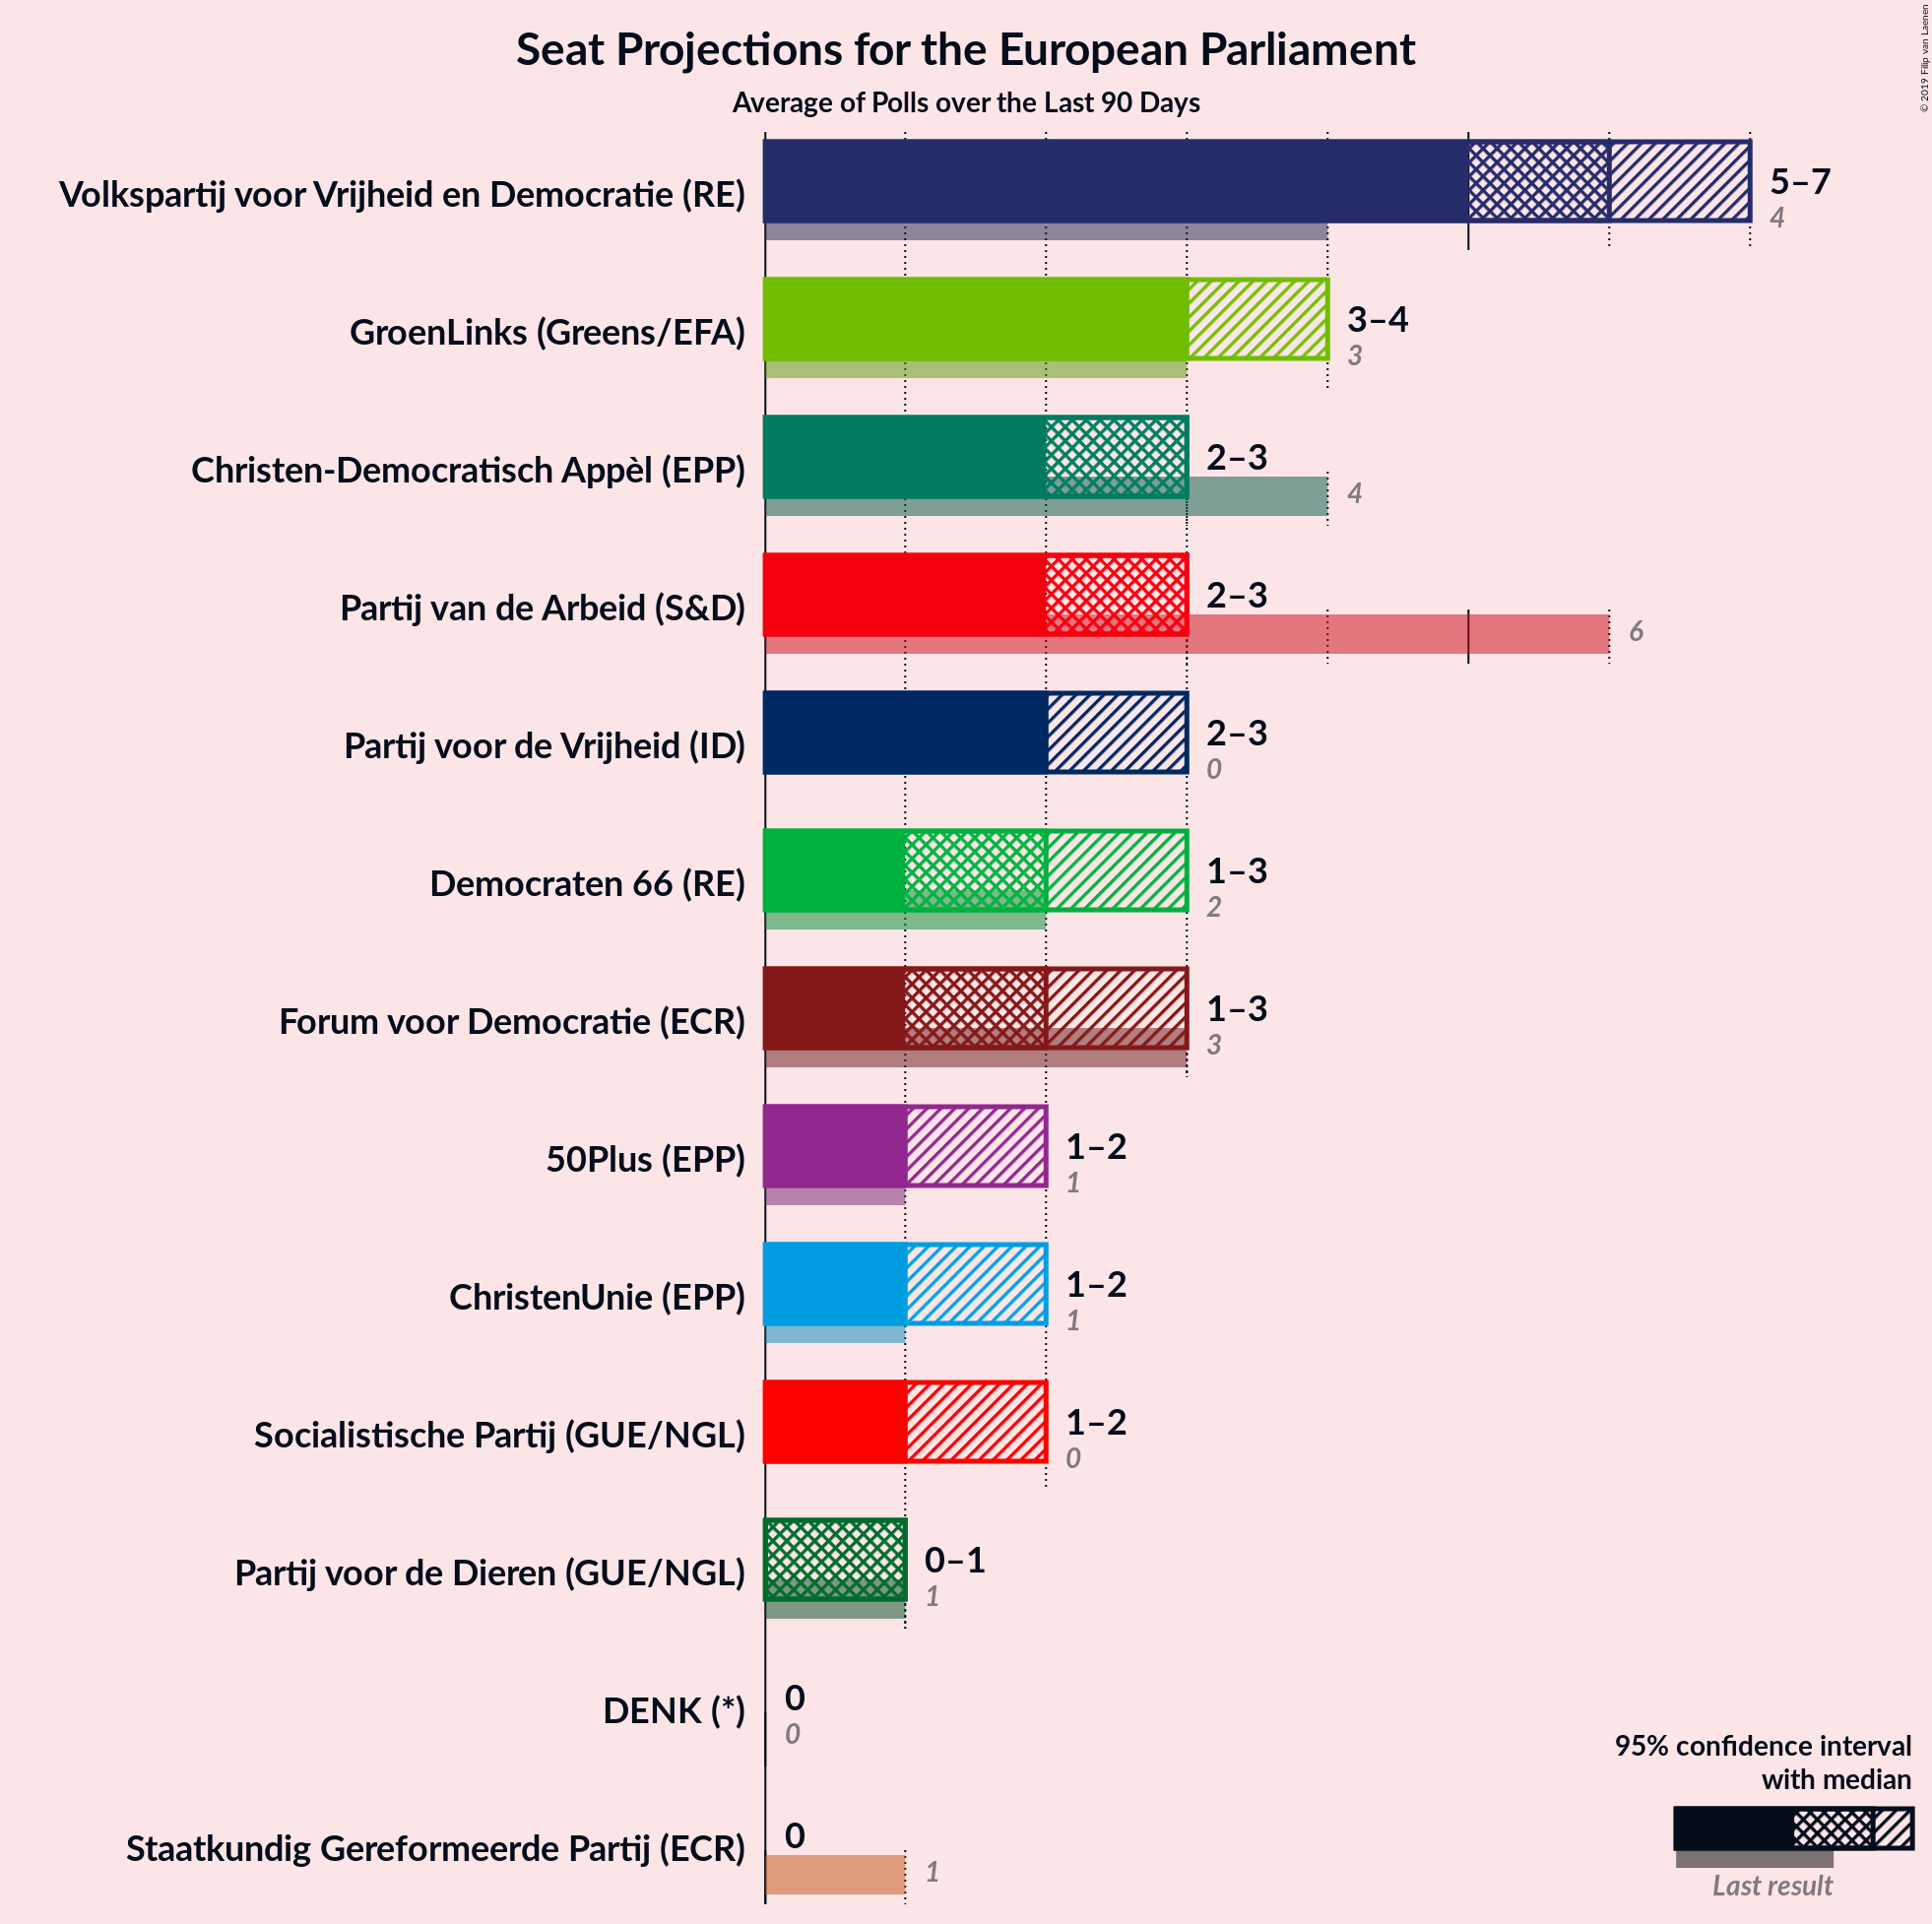 Seat Projections for the European Parliament
Average of Polls over the Last 90 Days
© 2019 Filip van Laenen
Volkspartij voor Vrijheid en Democratie (RE)
5–7
4
GroenLinks (Greens/EFA)
3–4
3
Christen-Democratisch Appèl (EPP)
2–3
4
Partij van de Arbeid (S&D)
2–3
6
Partij voor de Vrijheid (ID)
2–3
0
Democraten 66 (RE)
1–3
2
Forum voor Democratie (ECR)
1–3
3
50Plus (EPP)
1–2
1
ChristenUnie (EPP)
1–2
1
Socialistische Partij (GUE/NGL)
1–2
0
Partij voor de Dieren (GUE/NGL)
0–1
1
DENK (*)
0
0
Staatkundig Gereformeerde Partij (ECR)
0
1
95% confidence interval
with median
Last result